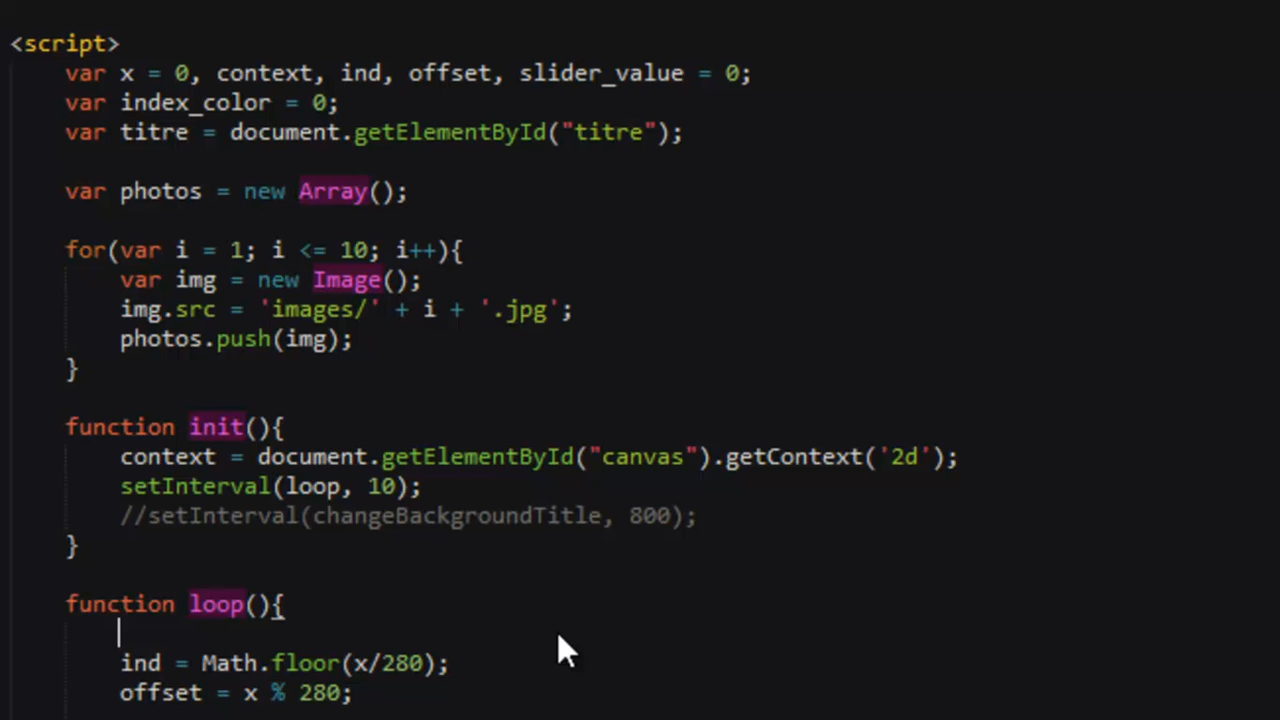 <script>
var x = 0, context, ind, offset, slider_value = 0;
var index_color = 0;
var titre = document.getElementById("titre");
var photos = new Array();
for(var i = 1; i <= 10; i++){
var img = new Image();
img.src = 'images/' + i + '.jpg';
photos.push(img);
}
function init(){
context = document.getElementById("canvas").getContext('2d');
setInterval(loop, 10);
//setInterval(changeBackgroundTitle, 800);
}
function loop(){
ind = Math.floor(x/280);
offset = x % 280;